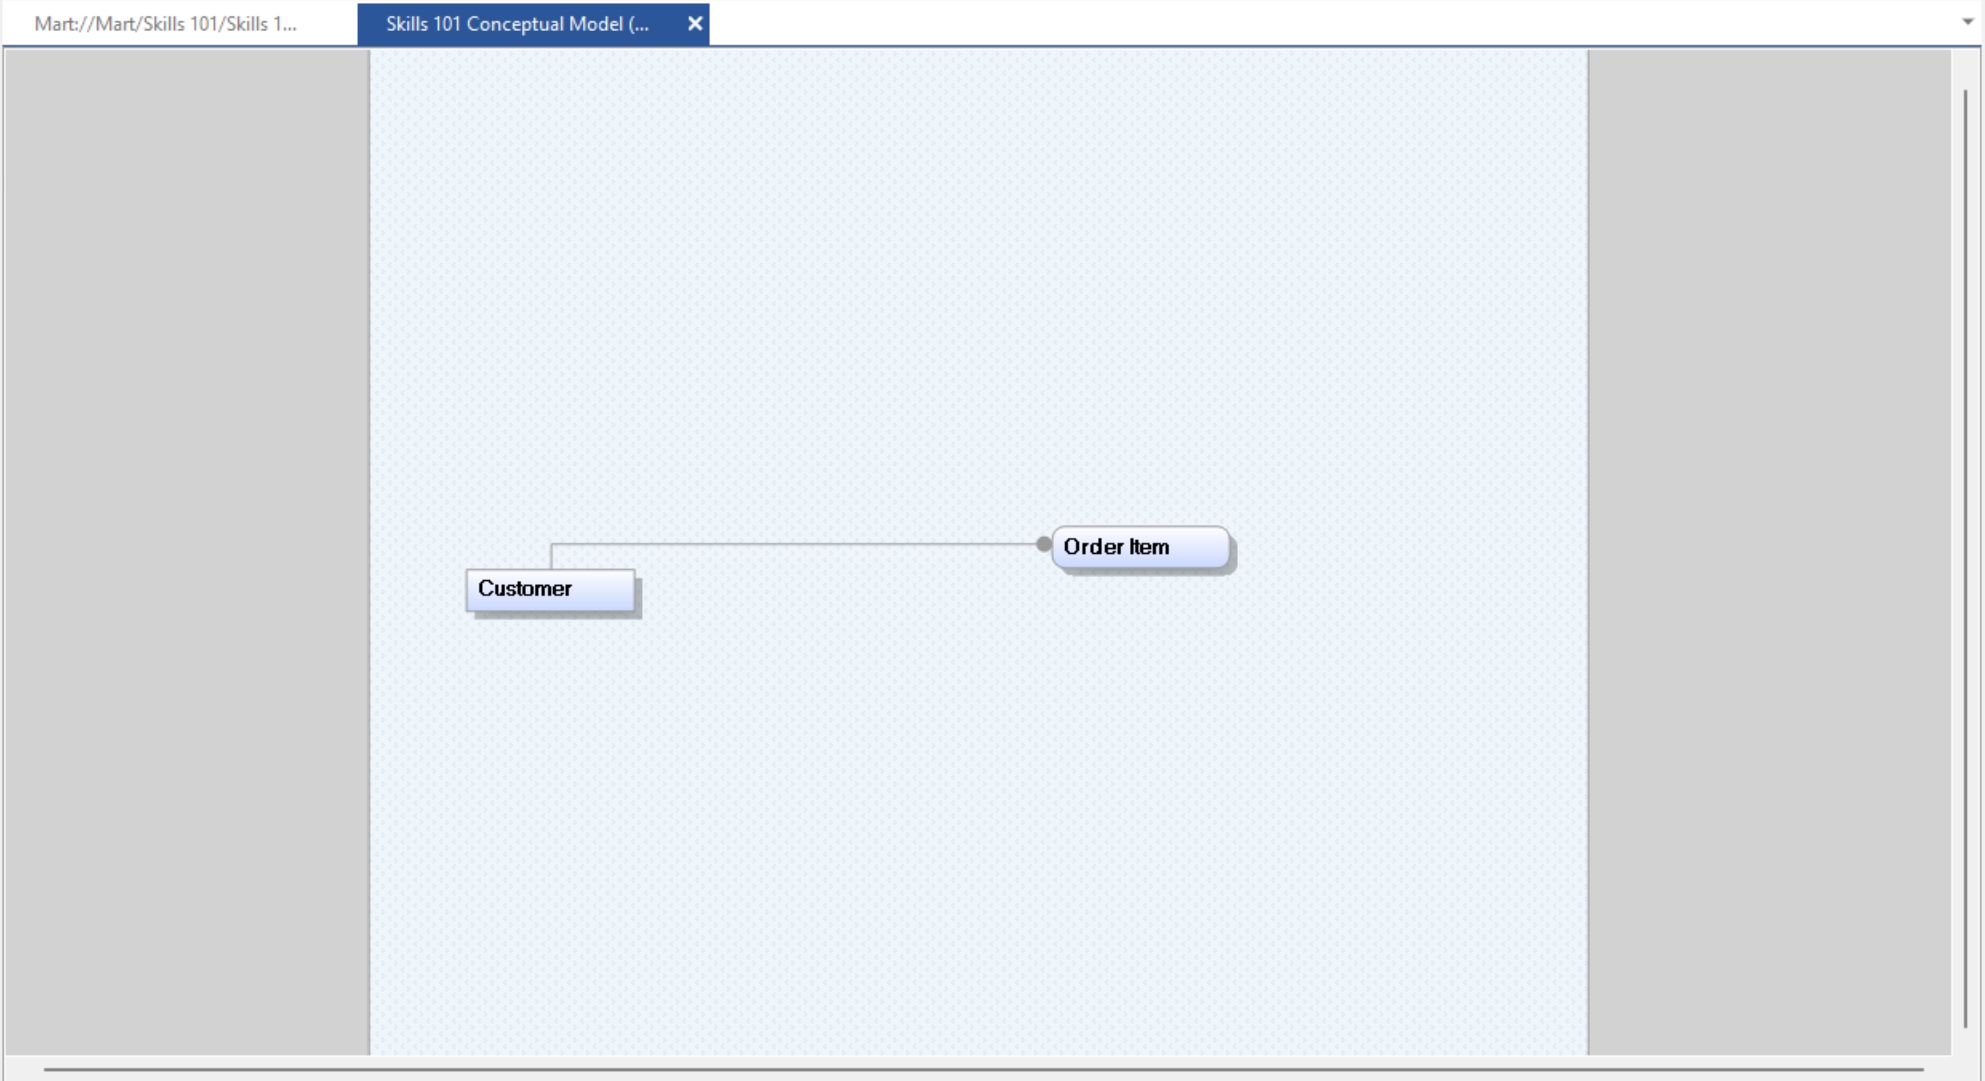 Mart://Mart/Skills 101/Skills 1...
Skills 101 Conceptual Model (...
Order Item
Customer